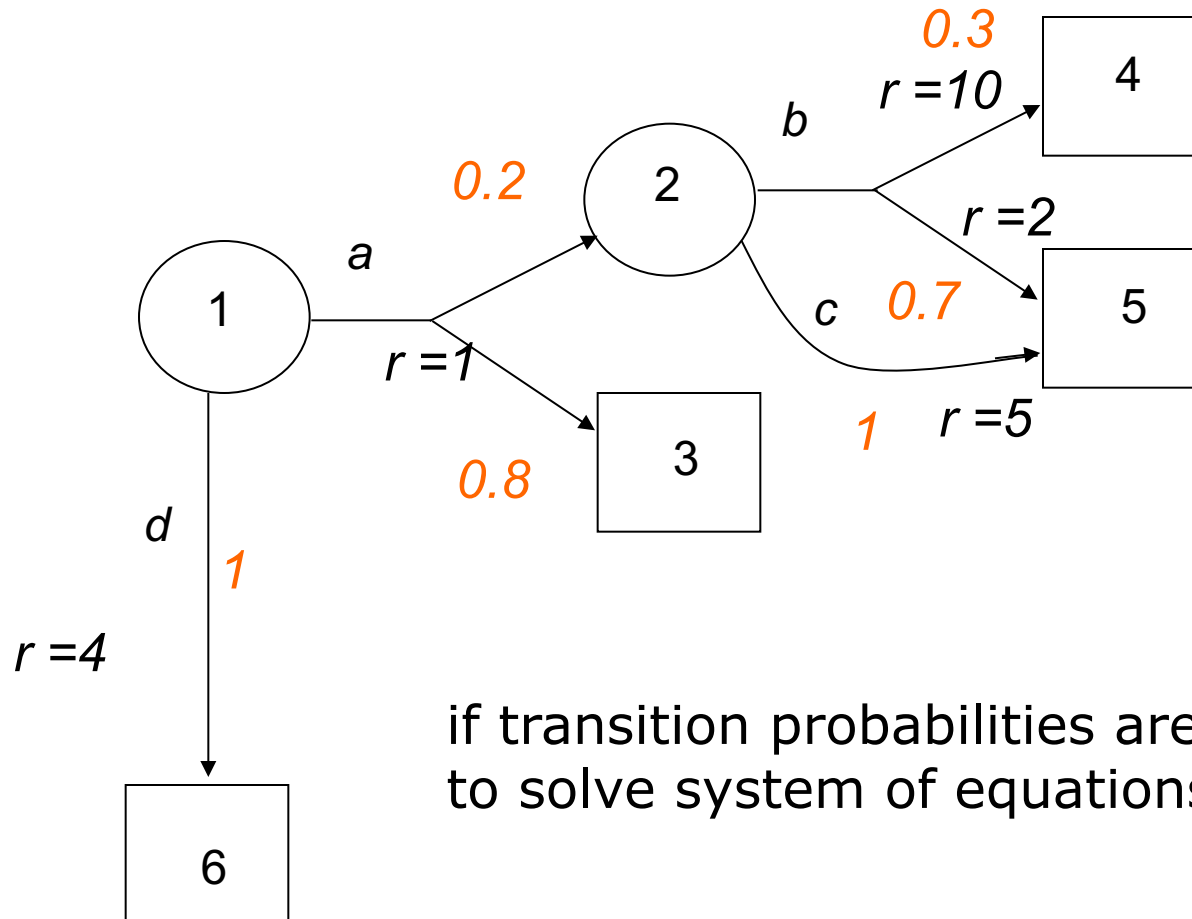 0.3
r =10
4
b
0.2
2
r =2
a
0.7
5
c
1
r =1
1
r =5
3
0.8
d
1
r =4
if transition probabilities are
to solve system of equations
6